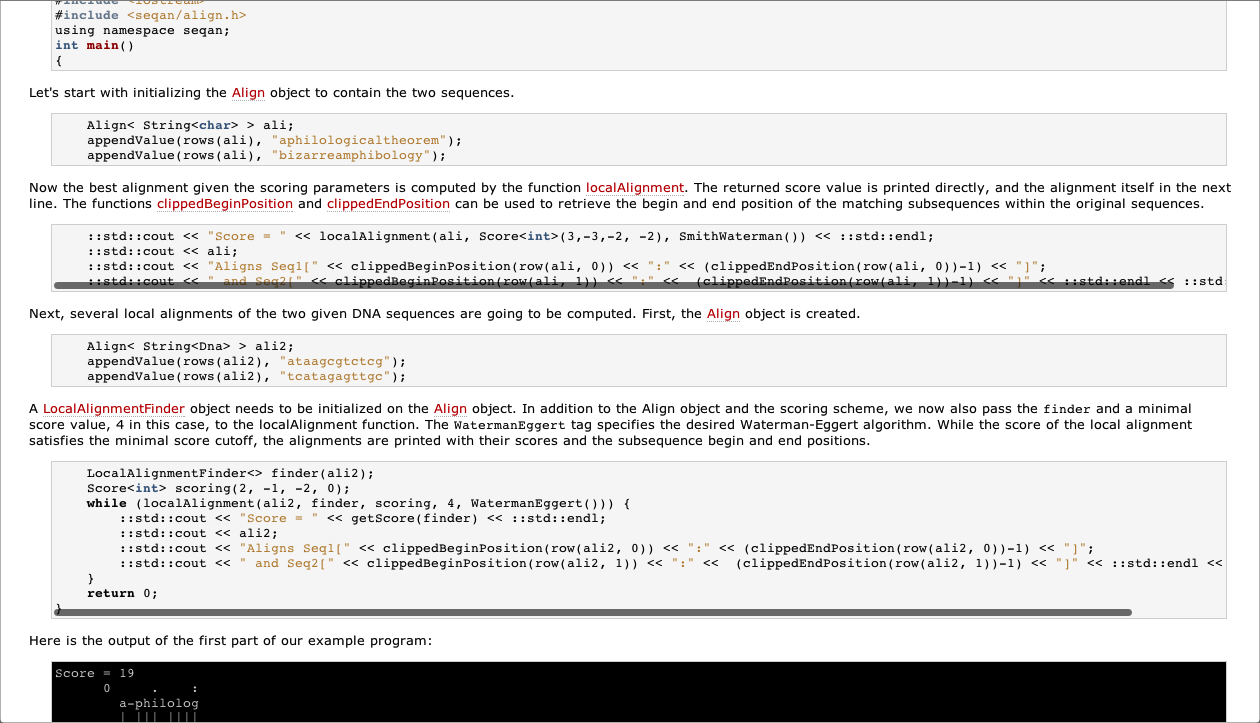 #include <iostream>
#include <seqan/align.h>
using namespace seqan;
int main()
{
Let's start with initializing the Align object to contain the two sequences.
Align< String<char> > ali;
appendValue(rows(ali), "aphilologicaltheorem");
appendValue(rows(ali), "bizarreamphibology");
Now the best alignment given the scoring parameters is computed by the function localAlignment. The returned score value is printed directly, and the alignment itself in the next
line. The functions clippedBeginPosition and clippedEndPosition can be used to retrieve the begin and end position of the matching subsequences within the original sequences.
::std::cout << "Score = " << localAlignment(ali, Score<int>(3,-3,-2, -2), SmithWaterman()) << ::std::endl;
::std::cout << ali;
::std::cout << "Aligns Seq1[" << clippedBeginPosition(row(ali, 0)) << ":" << (clippedEndPosition(row(ali, 0))-1) << "]";
::std::cout << " and Seq2[" << clippedBeginPosition(row(ali, 1)) << ":" <<  (clippedEndPosition(row(ali, 1))-1) << "]" << ::std::endl << ::std
Next, several local alignments of the two given DNA sequences are going to be computed. First, the Align object is created.
Align< String<Dna> > ali2;
appendValue(rows(ali2), "ataagcgtctcg");
appendValue(rows(ali2), "tcatagagttgc");
A LocalAlignmentFinder object needs to be initialized on the Align object. In addition to the Align object and the scoring scheme, we now also pass the finder and a minimal
score value, 4 in this case, to the localAlignment function. The WatermanEggert tag specifies the desired Waterman-Eggert algorithm. While the score of the local alignment
satisfies the minimal score cutoff, the alignments are printed with their scores and the subsequence begin and end positions.
LocalAlignmentFinder<> finder(ali2);
Score<int> scoring(2, -1, -2, 0);
while (localAlignment(ali2, finder, scoring, 4, WatermanEggert())) {
::std::cout << "Score = " << getScore(finder) << ::std::endl;
::std::cout << ali2;
::std::cout << "Aligns Seq1[" << clippedBeginPosition(row(ali2, 0)) << ":" << (clippedEndPosition(row(ali2, 0))-1) << "]";
::std::cout << " and Seq2[" << clippedBeginPosition(row(ali2, 1)) << ":" <<  (clippedEndPosition(row(ali2, 1))-1) << "]" << ::std::endl <<
}
return 0;
}
Here is the output of the first part of our example program:
Score = 19
0     .    :
a-philolog
| ||| ||||